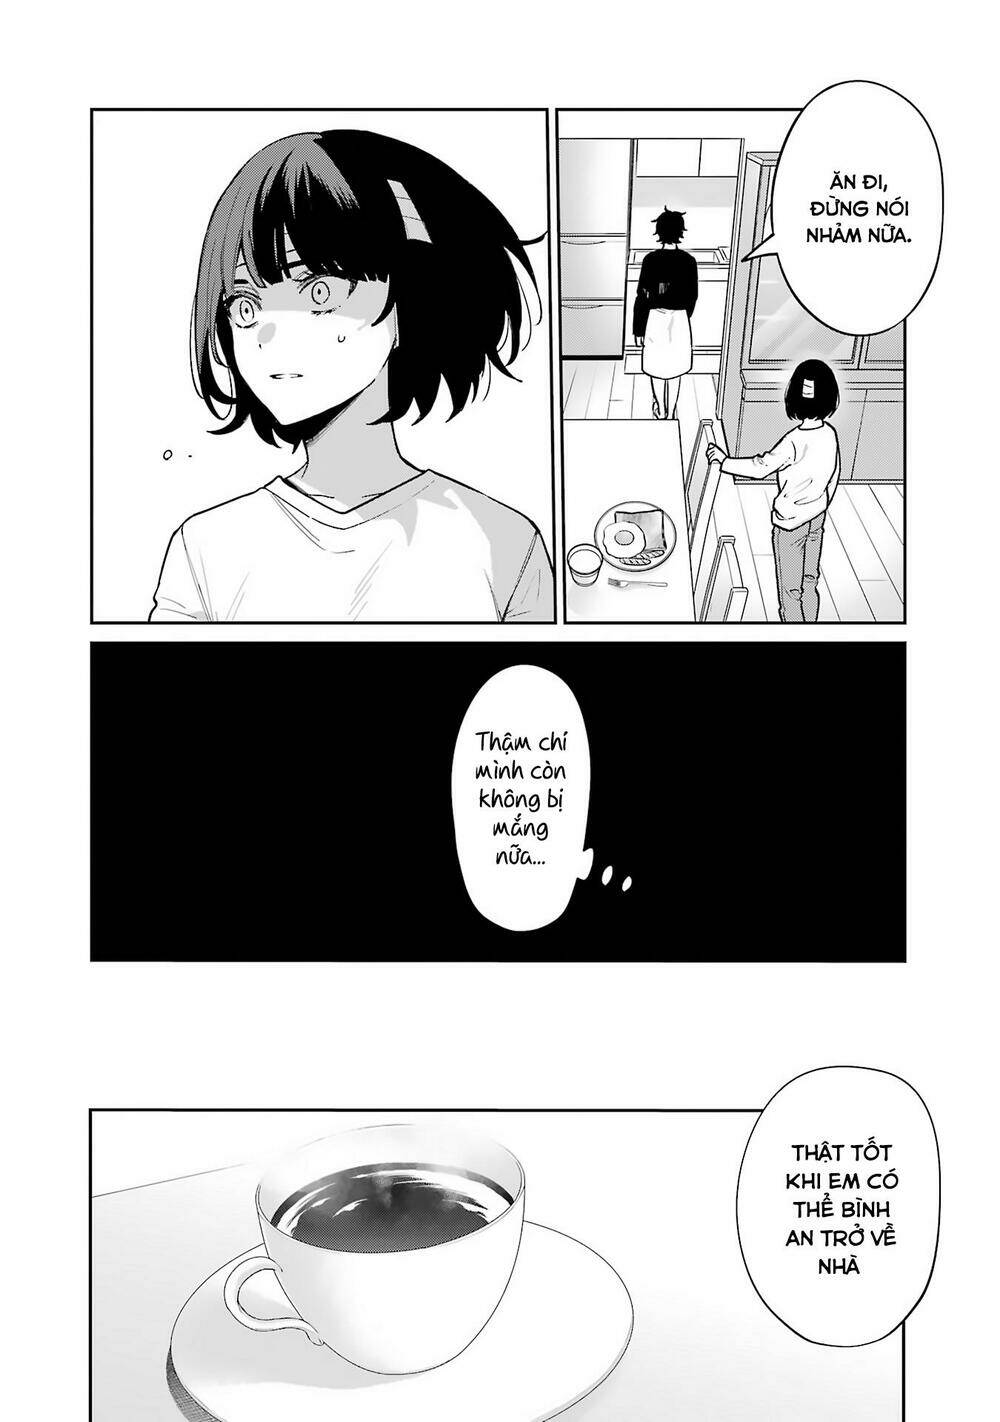 ĂN ĐI,
ĐỪNG NÓI
NHẢM NỮA.
Thậm chí
mình còn
không bị
mắng
nữa...
THẬT TỐT
KHI EM CÓ
THỂ BÌNH
AN TRỞ VỀ
NHÀ